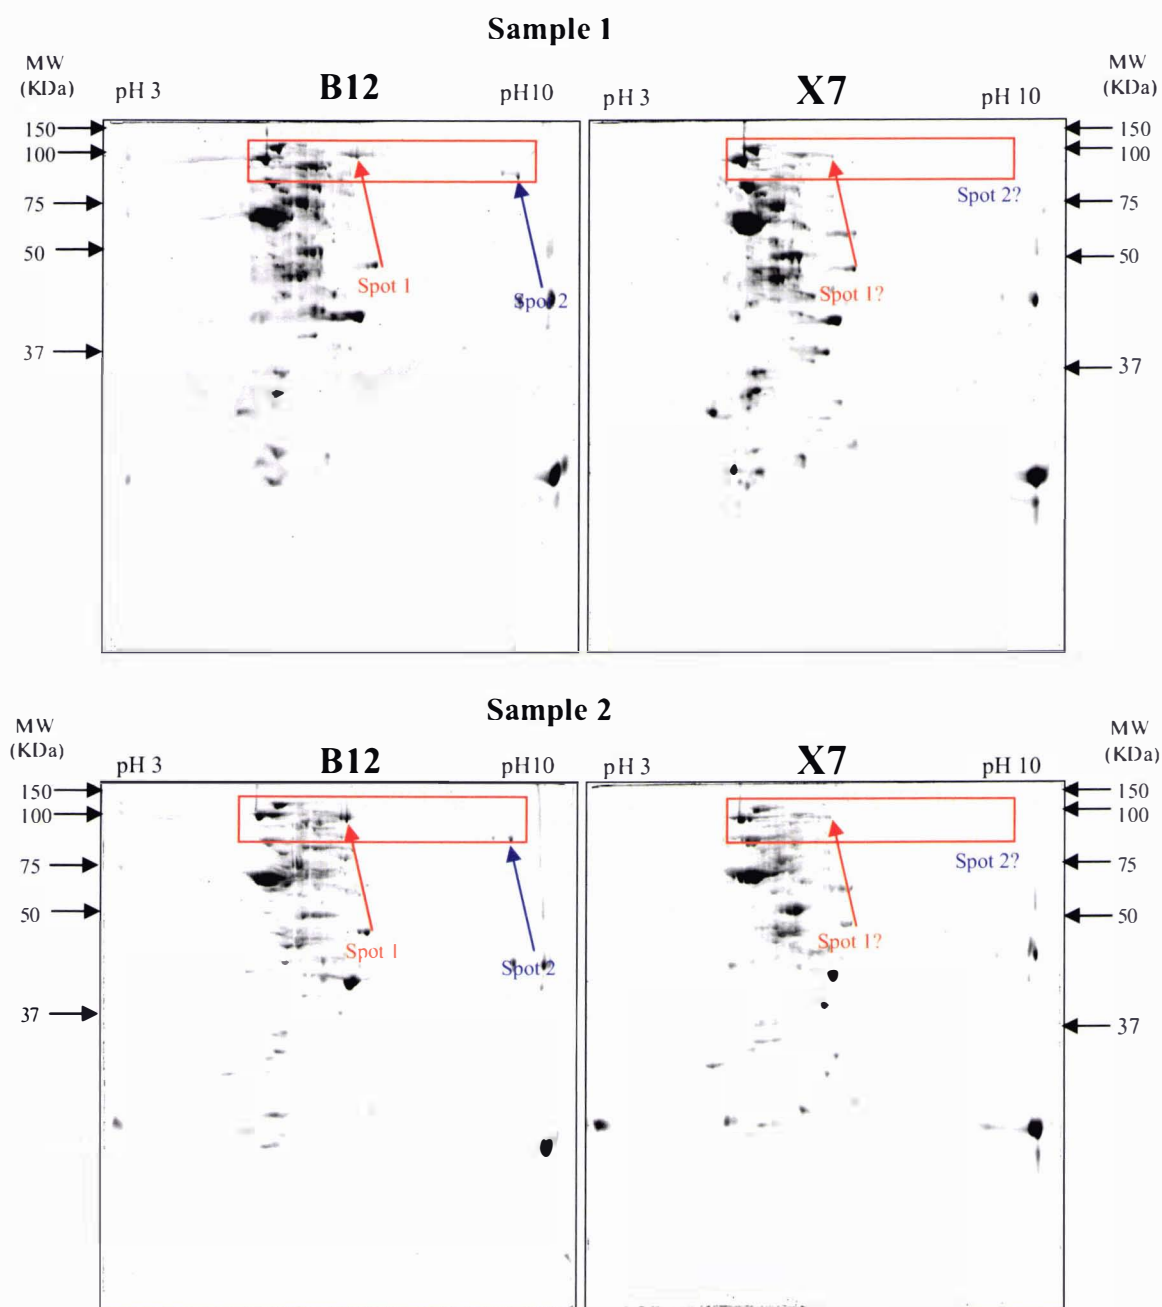 Sample 1
MW
(KDa)
pH 3
B12
pH10
pH 3
X7
pH 10
MW
(KDa)
150
100
75
50
37
Spot 1
Spot 2
Spot 1?
Spot 2?
150
100
75
50
37
Sample 2
MW
(KDa)
pH 3
B12
pH10
pH 3
X7
pH 10
MW
(KDa)
150
100
75
50
37
Spot 1
Spot 2
Spot 1?
Spot 2?
150
100
75
50
37